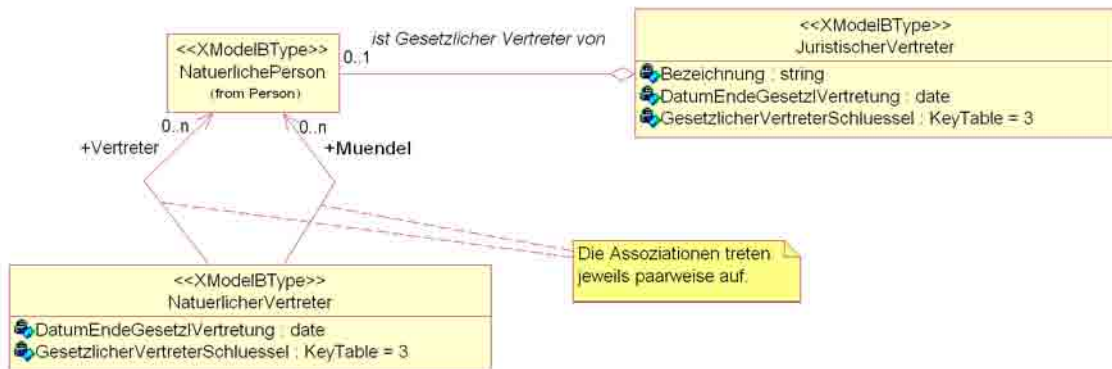 <<XModelBType>>
NatuerlichePerson
(from Person)
ist Gesetzlicher Vertreter von
0..1
<<XModelBType>>
JuristischerVertreter
Bezeichnung : string
DatumEndeGesetzlVertretung : date
GesetzlicherVertreterSchluessel : KeyTable = 3
0..n
0..n
+Vertreter
+Muendel
Die Assoziationen treten
jeweils paarweise auf.
<<XModelBType>>
NatuerlicherVertreter
DatumEndeGesetzlVertretung : date
GesetzlicherVertreterSchluessel : KeyTable = 3